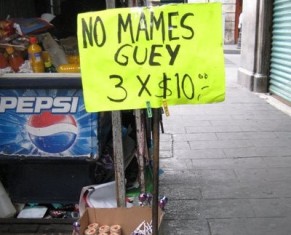 NO MAMES
GUEY
3 X $10.00,-
PEPSI